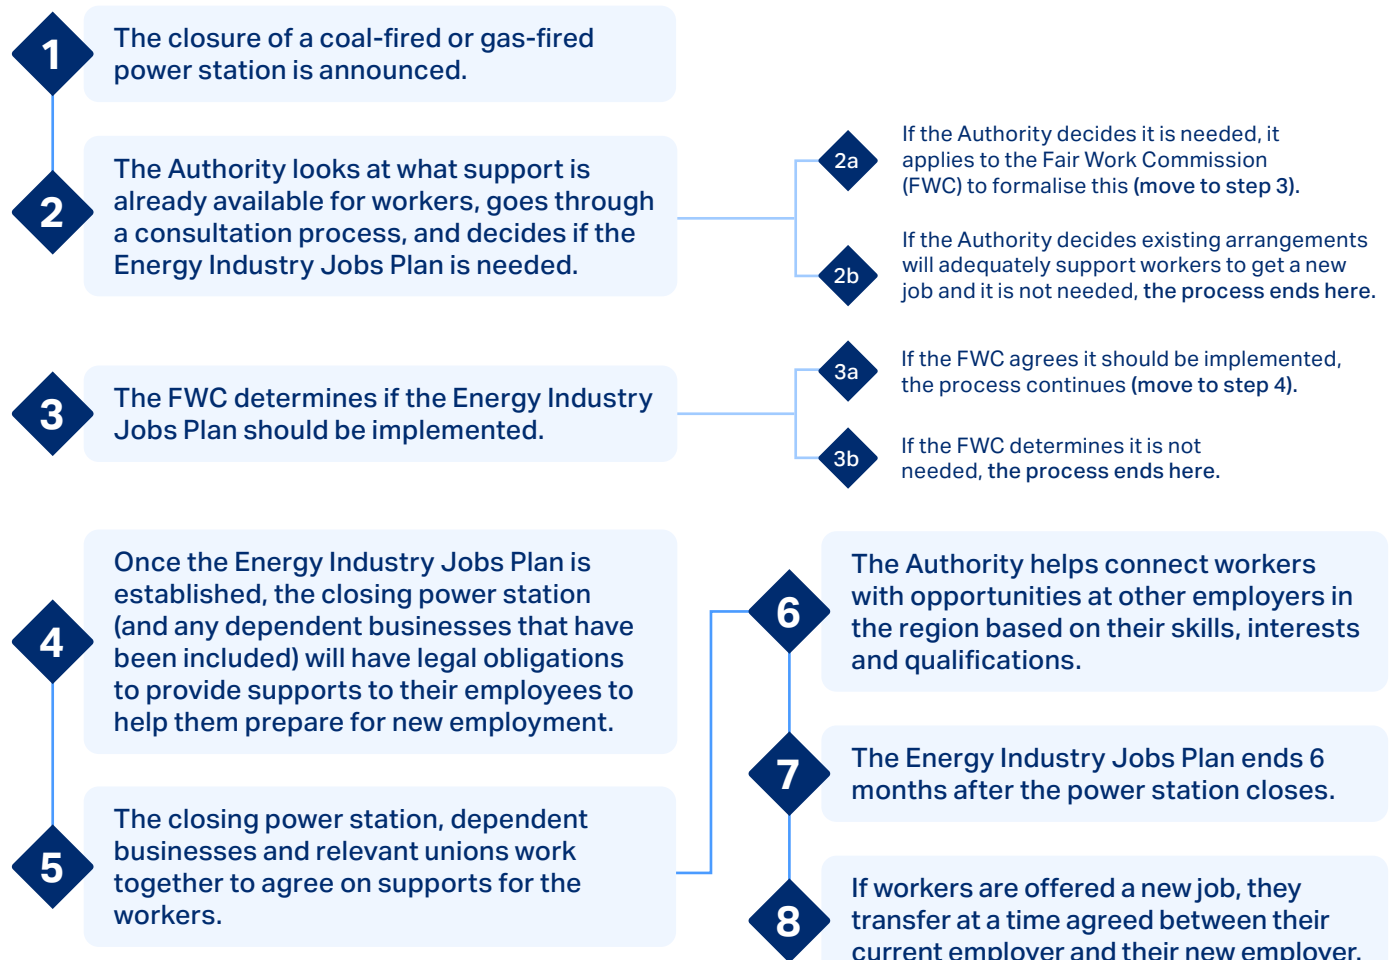 1
The closure of a coal-fired or gas-fired
power station is announced.
2
The Authority looks at what support is
already available for workers, goes through
a consultation process, and decides if the
Energy Industry Jobs Plan is needed.
2a
If the Authority decides it is needed, it
applies to the Fair Work Commission
(FWC) to formalise this (move to step 3).
2b
If the Authority decides existing arrangements
will adequately support workers to get a new
job and it is not needed, the process ends here.
3
The FWC determines if the Energy Industry
Jobs Plan should be implemented.
3a
If the FWC agrees it should be implemented,
the process continues (move to step 4).
3b
If the FWC determines it is not
needed, the process ends here.
4
Once the Energy Industry Jobs Plan is
established, the closing power station
(and any dependent businesses that have
been included) will have legal obligations
to provide supports to their employees to
help them prepare for new employment.
5
The closing power station, dependent
businesses and relevant unions work
together to agree on supports for the
workers.
6
The Authority helps connect workers
with opportunities at other employers in
the region based on their skills, interests
and qualifications.
7
The Energy Industry Jobs Plan ends 6
months after the power station closes.
8
If workers are offered a new job, they
transfer at a time agreed between their
current employer and their new employer.